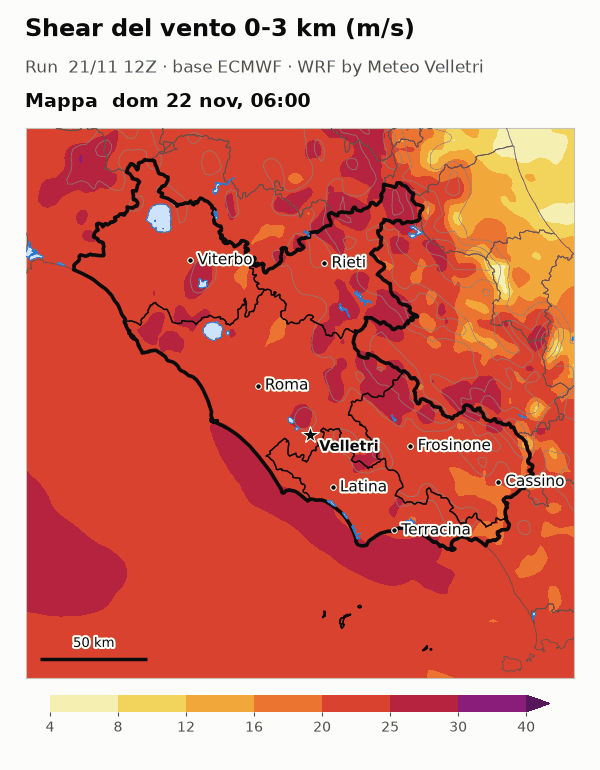 Shear del vento 0-3 km (m/s)
Run  21/11 12Z · base ECMWF · WRF by Meteo Velletri
Mappa  dom 22 nov, 06:00
Viterbo
Rieti
Roma
Velletri
Frosinone
Cassino
Latina
Terracina
50 km
4 8 12 16 20 25 30 40